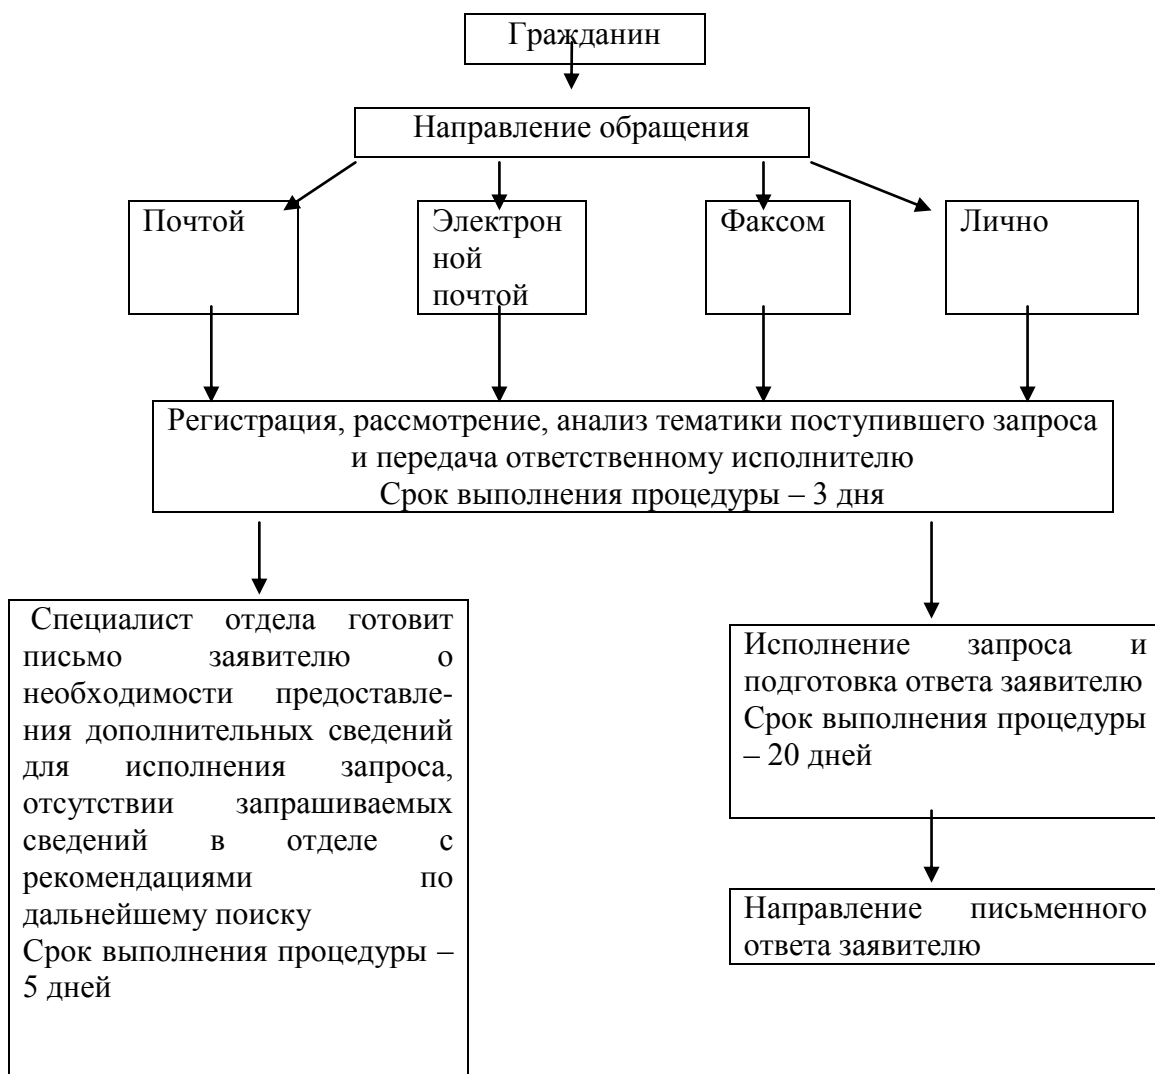 Гражданин
Направление обращения
Почтой
Электрон
ной
почтой
Факсом
Лично
Регистрация, рассмотрение, анализ тематики поступившего запроса
и передача ответственному исполнителю
Срок выполнения процедуры – 3 дня
Специалист отдела готовит
письмо заявителю о
необходимости предоставле-
ния дополнительных сведений
для исполнения запроса,
отсутствии запрашиваемых
сведений в отделе с
рекомендациями по
дальнейшему поиску
Срок выполнения процедуры –
5 дней
Исполнение запроса и
подготовка ответа заявителю
Срок выполнения процедуры
– 20 дней
Направление письменного
ответа заявителю